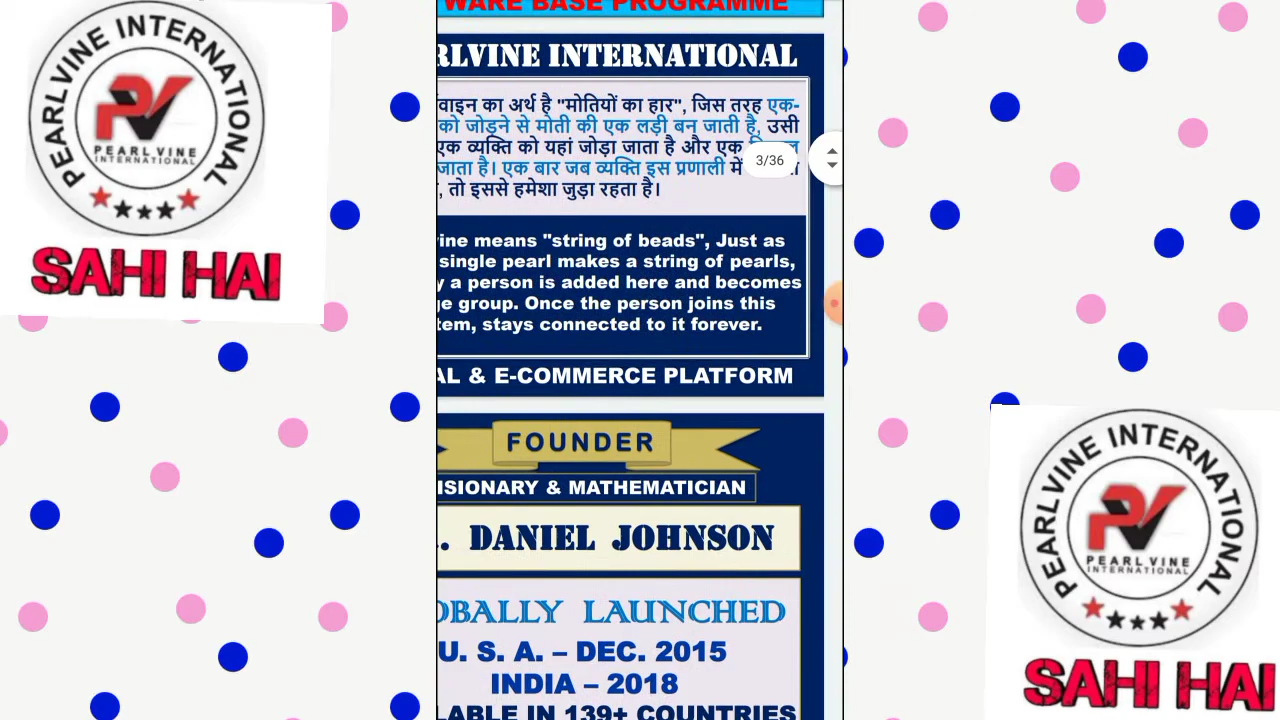 PEARLVINE INTERNATIONAL
PEARL VINE
INTERNATIONAL
SAHI HAI
WARE BASE PROGRAMME
RLVINE INTERNATIONAL
वाइन का अर्थ है "मोतियों का हार", जिस तरह एक-
को जोड़ने से मोती की एक लड़ी बन जाती है, उसी
एक व्यक्ति को यहां जोड़ा जाता है और एक
जाता है। एक बार जब व्यक्ति इस प्रणाली में
, तो इससे हमेशा जुड़ा रहता है।
3/36
ine means "string of beads", Just as
single pearl makes a string of pearls,
y a person is added here and becomes
ge group. Once the person joins this
tem, stays connected to it forever.
AL & E-COMMERCE PLATFORM
FOUNDER
ISIONARY & MATHEMATICIAN
. DANIEL JOHNSON
OBALLY LAUNCHED
U. S. A. – DEC. 2015
INDIA – 2018
LABLE IN 139+ COUNTRIES
PEARLVINE INTERNATIONAL
PEARL VINE
INTERNATIONAL
SAHI HAI